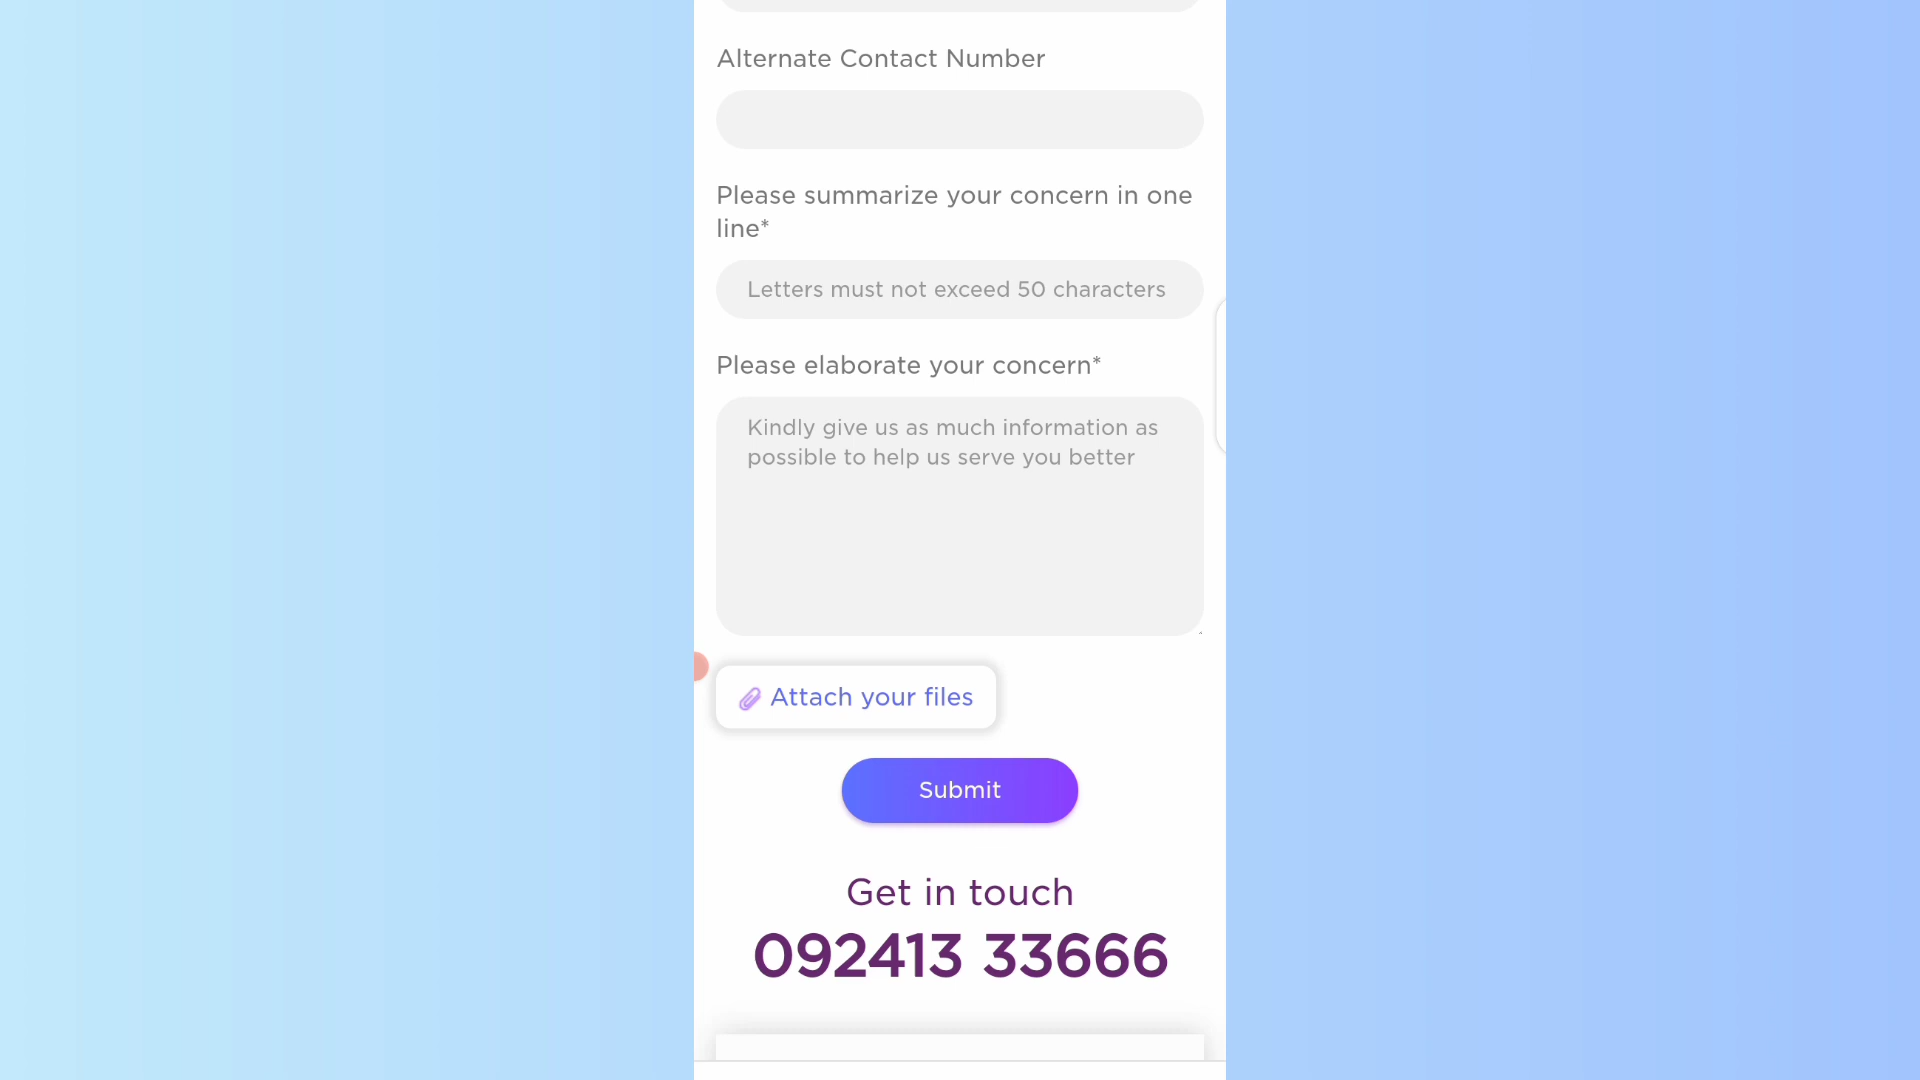 Alternate Contact Number
Please summarize your concern in one
line*
Letters must not exceed 50 characters
Please elaborate your concern*
Kindly give us as much information as
possible to help us serve you better
Attach your files
Submit
Get in touch
092413 33666